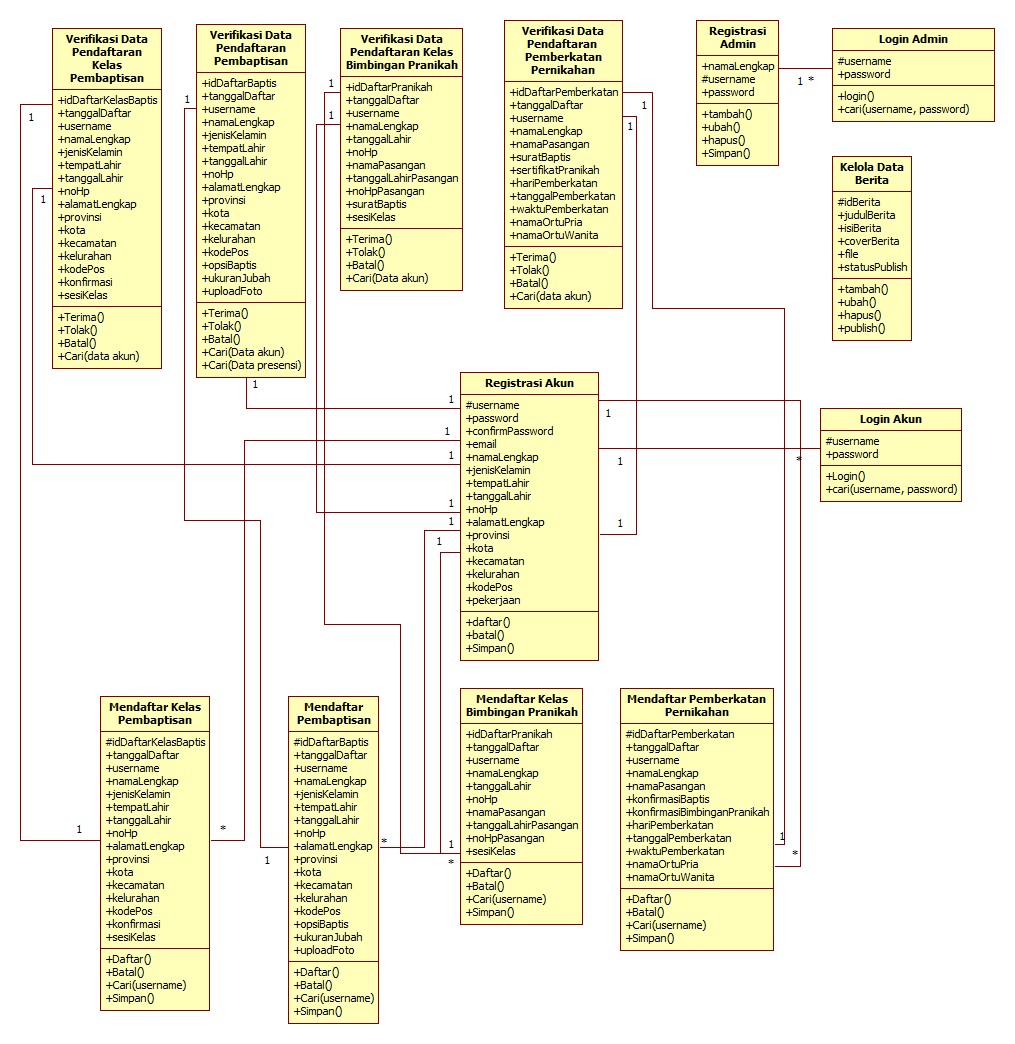 Verifikasi Data
Pendaftaran
Kelas
Pembaptisan
+idDaftarKelasBaptis
+tanggalDaftar
+username
+namaLengkap
+jenisKelamin
+tempatLahir
+tanggalLahir
+noHp
+alamatLengkap
+provinsi
+kota
+kecamatan
+kelurahan
+kodePos
+konfirmasi
+sesiKelas
+Terima()
+Tolak()
+Batal()
+Cari(data akun)
Verifikasi Data
Pendaftaran
Pembaptisan
+idDaftarBaptis
+tanggalDaftar
+username
+namaLengkap
+jenisKelamin
+tempatLahir
+tanggalLahir
+noHp
+alamatLengkap
+provinsi
+kota
+kecamatan
+kelurahan
+kodePos
+opsiBaptis
+ukuranJubah
+uploadFoto
+Terima()
+Tolak()
+Batal()
+Cari(Data akun)
+Cari(Data presensi)
Verifikasi Data
Pendaftaran Kelas
Bimbingan Pranikah
+idDaftarPranikah
+tanggalDaftar
+username
+namaLengkap
+tanggalLahir
+noHp
+namaPasangan
+tanggalLahirPasangan
+noHpPasangan
+suratBaptis
+sesiKelas
+Terima()
+Tolak()
+Batal()
+Cari(Data akun)
Verifikasi Data
Pendaftaran
Pemberkatan
Pernikahan
+idDaftarPemberkatan
+tanggalDaftar
+username
+namaLengkap
+namaPasangan
+suratBaptis
+sertifikatPranikah
+hariPemberkatan
+tanggalPemberkatan
+waktuPemberkatan
+namaOrtuPria
+namaOrtuWanita
+Terima()
+Tolak()
+Batal()
+Cari(data akun)
Registrasi
Admin
+namaLengkap
#username
+password
+tambah()
+ubah()
+hapus()
+Simpan()
1 *
Login Admin
#username
+password
+login()
+cari(username, password)
Kelola Data
Berita
#idBerita
+judulBerita
+isiBerita
+coverBerita
+file
+statusPublish
+tambah()
+ubah()
+hapus()
+publish()
1
1
1
1
1
1
1
1
Registrasi Akun
#username
+password
+confirmPassword
+email
+namaLengkap
+jenisKelamin
+tempatLahir
+tanggalLahir
+noHp
+alamatLengkap
+provinsi
+kota
+kecamatan
+kelurahan
+kodePos
+pekerjaan
+daftar()
+batal()
+Simpan()
1
1
1
1
1
1
1
1
1
1
*
Login Akun
#username
+password
+Login()
+cari(username, password)
Mendaftar Kelas
Pembaptisan
#idDaftarKelasBaptis
+tanggalDaftar
+username
+namaLengkap
+jenisKelamin
+tempatLahir
+tanggalLahir
+noHp
+alamatLengkap
+provinsi
+kota
+kecamatan
+kelurahan
+kodePos
+konfirmasi
+sesiKelas
+Daftar()
+Batal()
+Cari(username)
+Simpan()
1
*
Mendaftar
Pembaptisan
#idDaftarBaptis
+tanggalDaftar
+username
+namaLengkap
+jenisKelamin
+tempatLahir
+tanggalLahir
+noHp
+alamatLengkap
+provinsi
+kota
+kecamatan
+kelurahan
+kodePos
+opsiBaptis
+ukuranJubah
+uploadFoto
+Daftar()
+Batal()
+Cari(username)
+Simpan()
1
*
Mendaftar Kelas
Bimbingan Pranikah
+idDaftarPranikah
+tanggalDaftar
+username
+namaLengkap
+tanggalLahir
+noHp
+namaPasangan
+tanggalLahirPasangan
+noHpPasangan
+sesiKelas
+Daftar()
+Batal()
+Cari(username)
+Simpan()
1
*
Mendaftar Pemberkatan
Pernikahan
#idDaftarPemberkatan
+tanggalDaftar
+username
+namaLengkap
+namaPasangan
+konfirmasiBaptis
+konfirmasiBimbinganPranikah
+hariPemberkatan
+tanggalPemberkatan
+waktuPemberkatan
+namaOrtuPria
+namaOrtuWanita
+Daftar()
+Batal()
+Cari(username)
+Simpan()
1
*